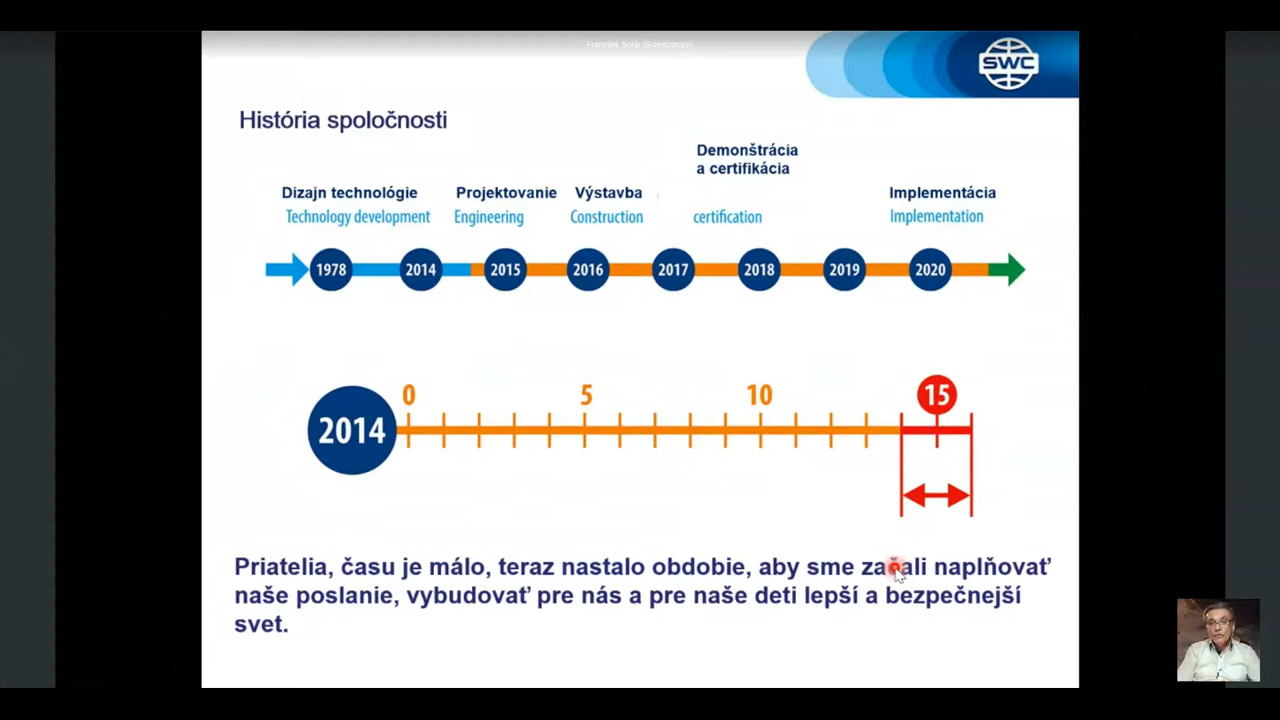 SWC
História spoločnosti
Demonštrácia
a certifikácia
Dizajn technológie Projektovanie Výstavba Implementácia
Technology development Engineering Construction certification Implementation
1978 2014 2015 2016 2017 2018 2019 2020
0 5 10 15
2014
Priatelia, času je málo, teraz nastalo obdobie, aby sme začali naplňovať
naše poslanie, vybudovať pre nás a pre naše deti lepší a bezpečnejší
svet.